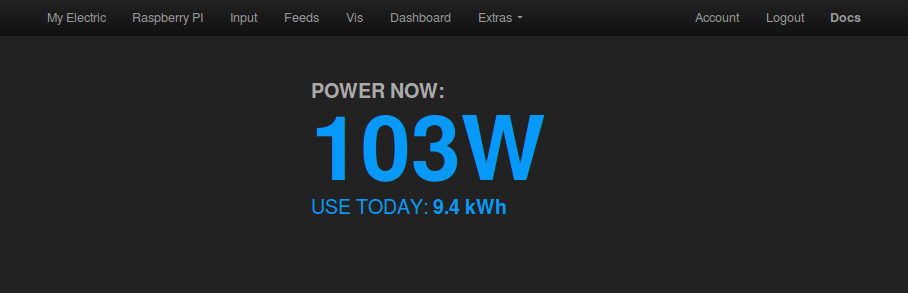 My Electric Raspberry PI Input Feeds Vis Dashboard Extras Account Logout Docs
POWER NOW:
103W
USE TODAY: 9.4 kWh